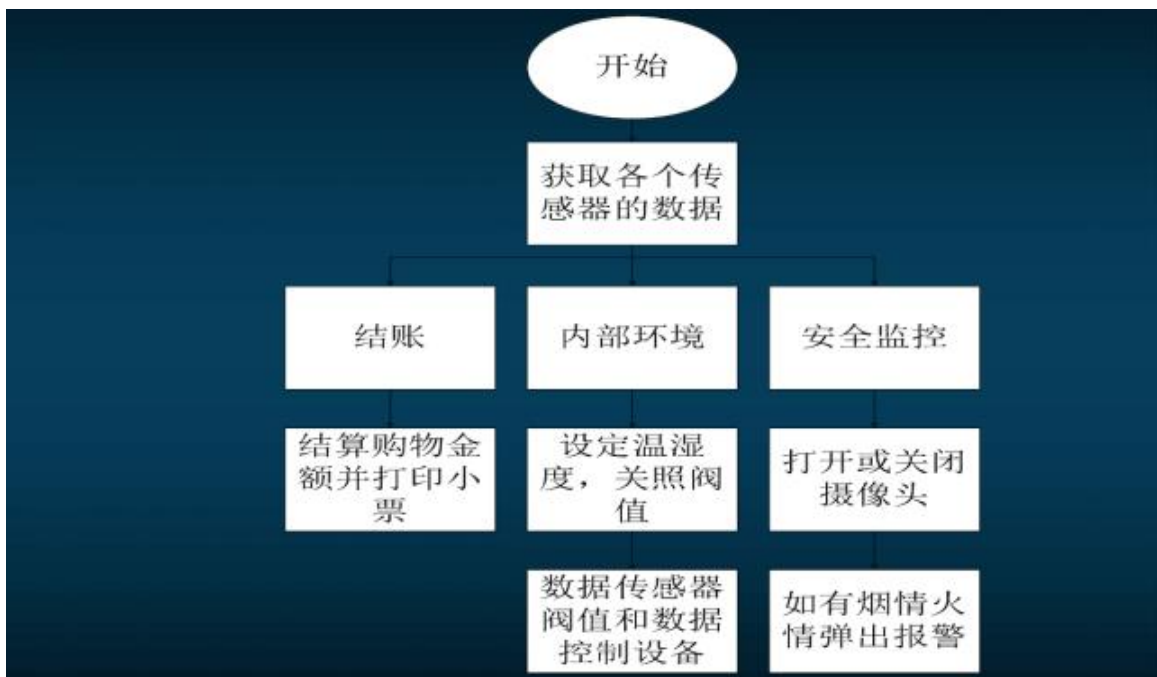 开始
获取各个传
感器的数据
结账
内部环境
安全监控
结算购物金
额并打印小
票
设定温湿
度，关照阀
值
打开或关闭
摄像头
数据传感器
阀值和数据
控制设备
如有烟情火
情弹出报警